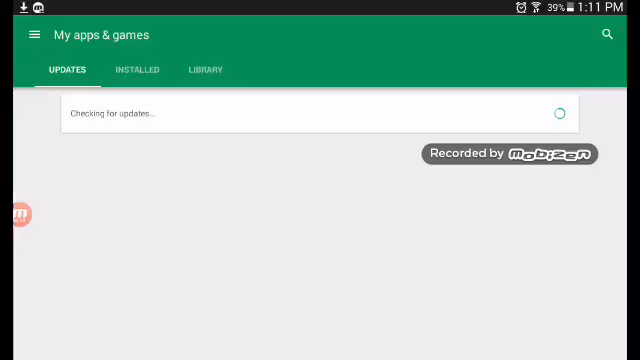 39% 1:11 PM
My apps & games
UPDATES INSTALLED LIBRARY
Checking for updates...
Recorded by mobizen